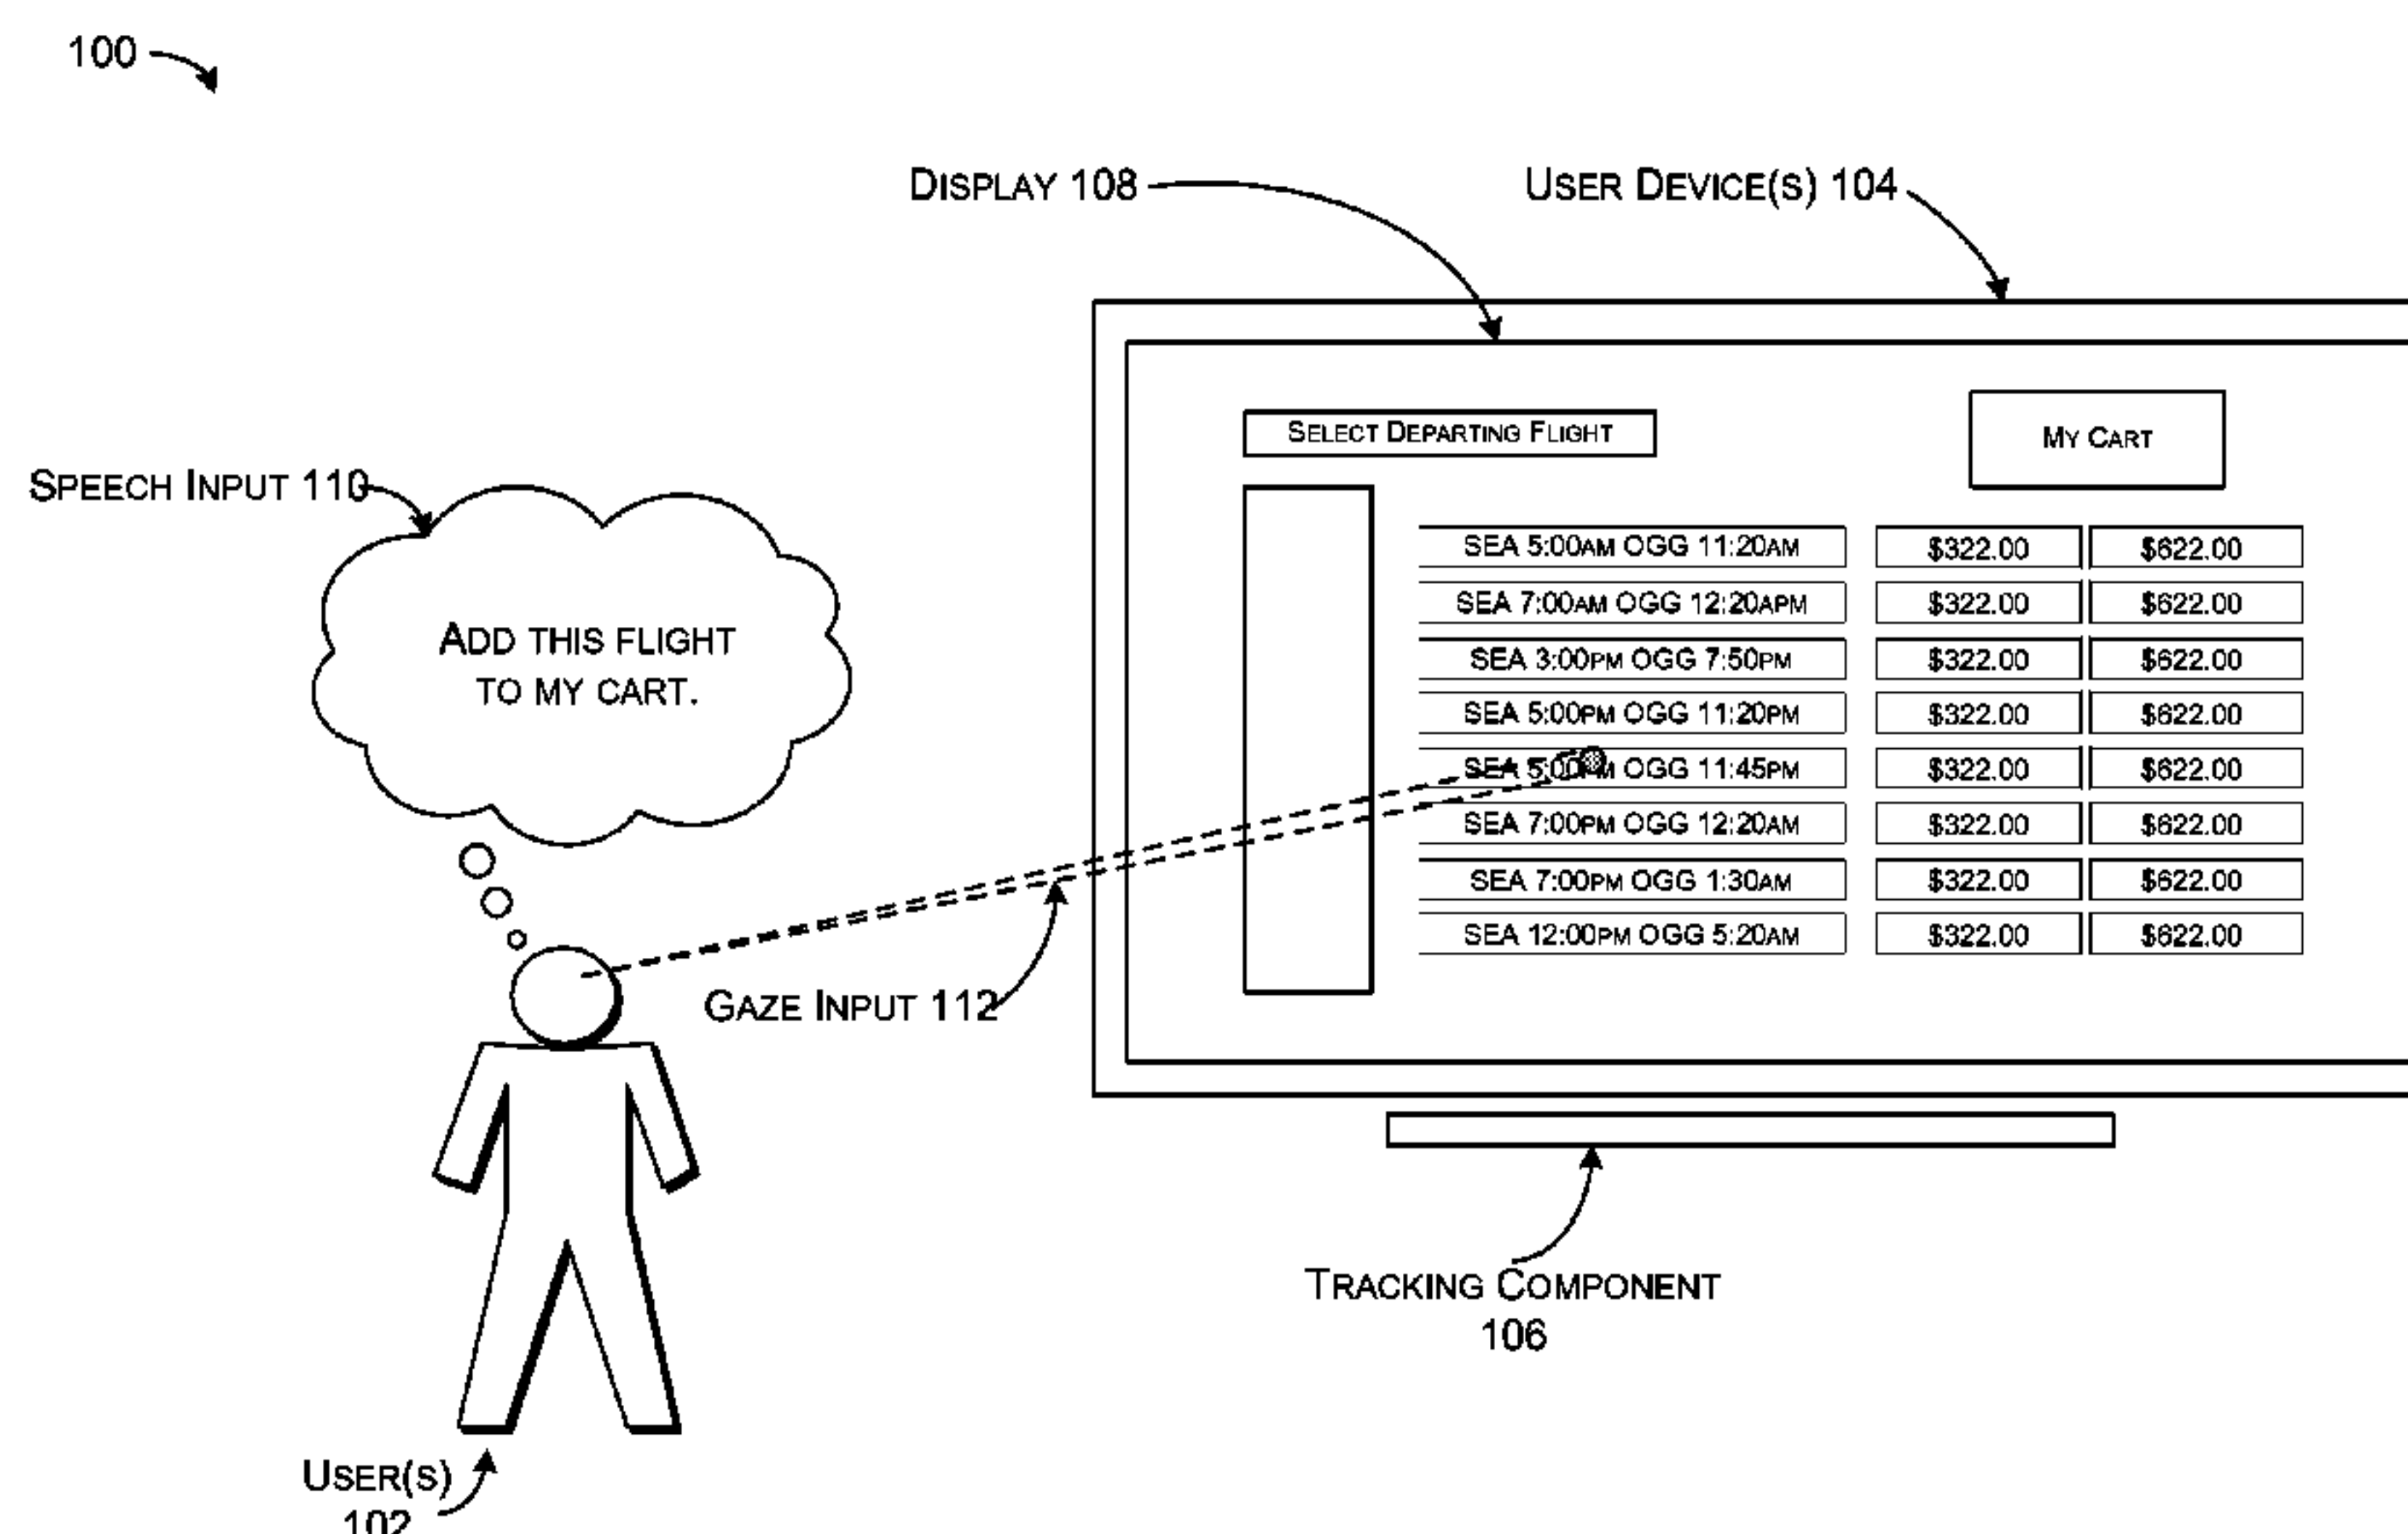 100
DISPLAY 108
USER DEVICE(S) 104
SELECT DEPARTING FLIGHT
MY CART
SPEECH INPUT 110
ADD THIS FLIGHT
TO MY CART.
SEA 5:00AM OGG 11:20AM $322.00 $622.00
SEA 7:00AM OGG 12:20APM $322.00 $622.00
SEA 3:00PM OGG 7:50PM $322.00 $622.00
SEA 5:00PM OGG 11:20PM $322.00 $622.00
SEA 5:00PM OGG 11:45PM $322.00 $622.00
SEA 7:00PM OGG 12:20AM $322.00 $622.00
SEA 7:00PM OGG 1:30AM $322.00 $622.00
SEA 12:00PM OGG 5:20AM $322.00 $622.00
GAZE INPUT 112
TRACKING COMPONENT
106
USER(S)
102